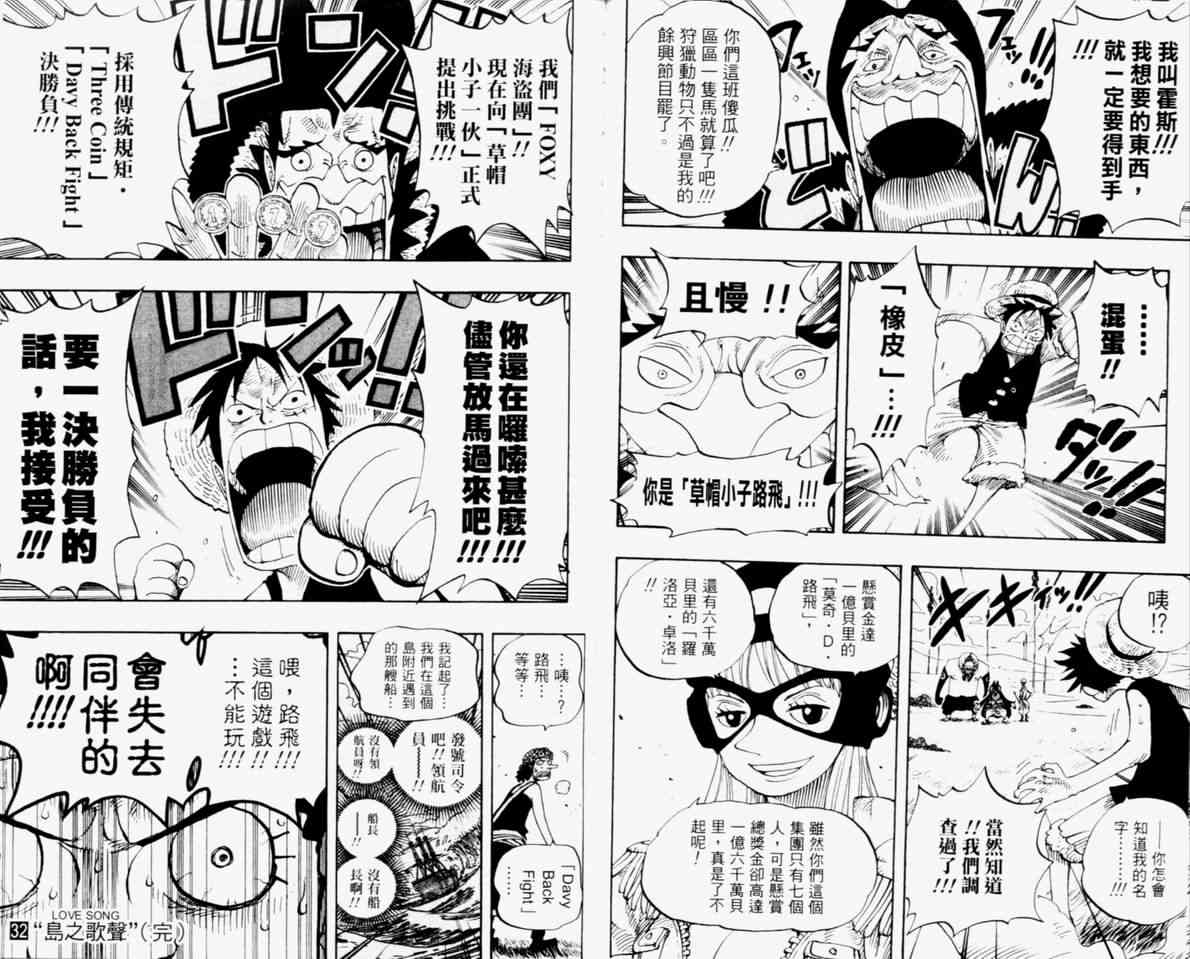 我叫霍斯!!!
我想要的東西，
就一定要得到手
!!!
你們這班傻瓜!!
區區一隻馬就算了吧!!!
狩獵動物只不過是我的
餘興節目罷了。
……
混蛋!!
「橡皮」…!!!
ダッ!!
且慢!!
你是「草帽小子路飛」!!!
咦!?
キキィ!!
——你怎會
知道我的名
字……!!!
當然知道
!!我們調
查過了!!!
懸賞金達
一億貝里的
「莫奇·D.
路飛」，
還有六千萬
貝里的「羅
洛亞·卓洛」
!!
雖然你們這個
集團只有七個
人，可是懸賞
總獎金卻高達
一億六千萬貝
里，真是了不
起呢！
我們「FOXY
海盜團」!!
現在向「草帽
小子一伙」正式
提出挑戰!!!
採用傳統規矩·
「Three Coin」
「Davy Back Fight」
決勝負!!!
你還在囉嗦甚麼!!!
儘管放馬過來吧!!!
ドドンッ!!
要一決勝負的
話，我接受!!!
…咦…?
路飛…
等等…
「Davy
Back
Fight」
……
我記起了…
我們在這個
島附近遇到
的那艘船…
發號司令
吧!!領航
員——!!
沒有領
航員呀!!
船長
——!!
沒有船
長啊!!
喂，路飛!!
這個遊戲!!
…不能玩!!!
會失去
同伴的
啊!!!!
LOVE SONG
32 “島之歌聲”（完）